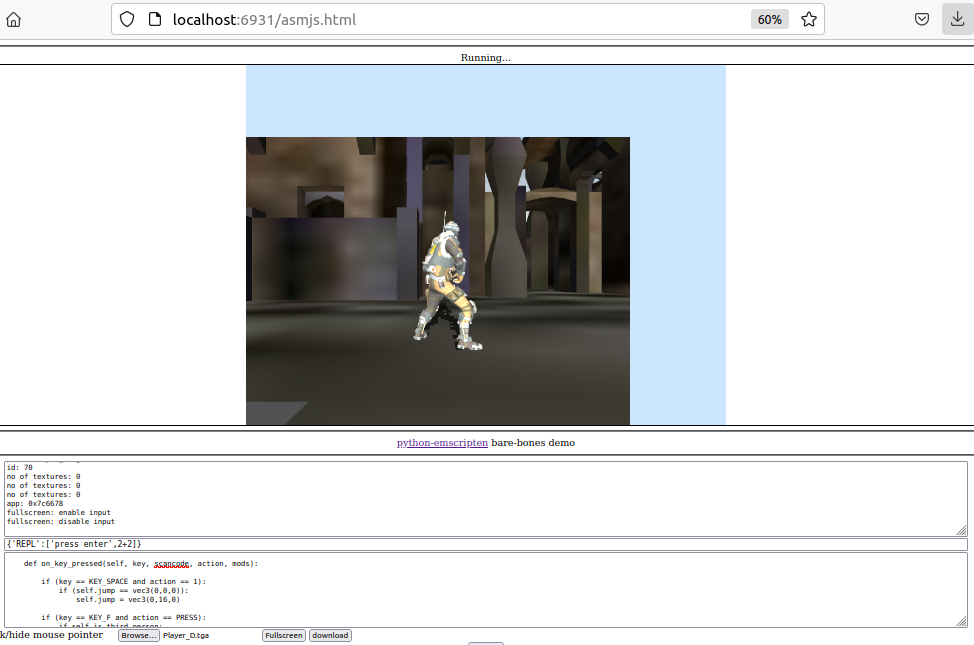 localhost:6931/asmjs.html
60%
Running...
python-emscripten bare-bones demo
id: 70
no of textures: 0
no of textures: 0
no of textures: 0
app: 0x7c6678
fullscreen: enable input
fullscreen: disable input
{'REPL':['press enter',2+2]}
def on_key_pressed(self, key, scancode, action, mods):
if (key == KEY_SPACE and action == 1):
if (self.jump == vec3(0,0,0)):
self.jump = vec3(0,16,0)
if (key == KEY_F and action == PRESS):
if self.is_third_person:
k/hide mouse pointer Browse... Player_D.tga Fullscreen download